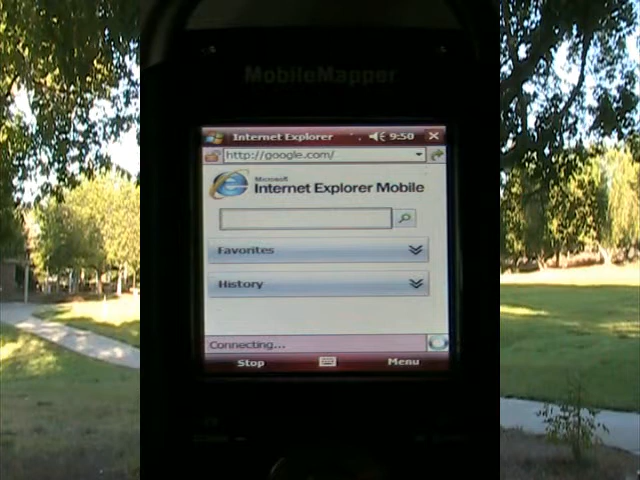 MobileMapper
Internet Explorer 9:50
http://google.com/
Microsoft
Internet Explorer Mobile
Favorites
History
Connecting...
Stop Menu